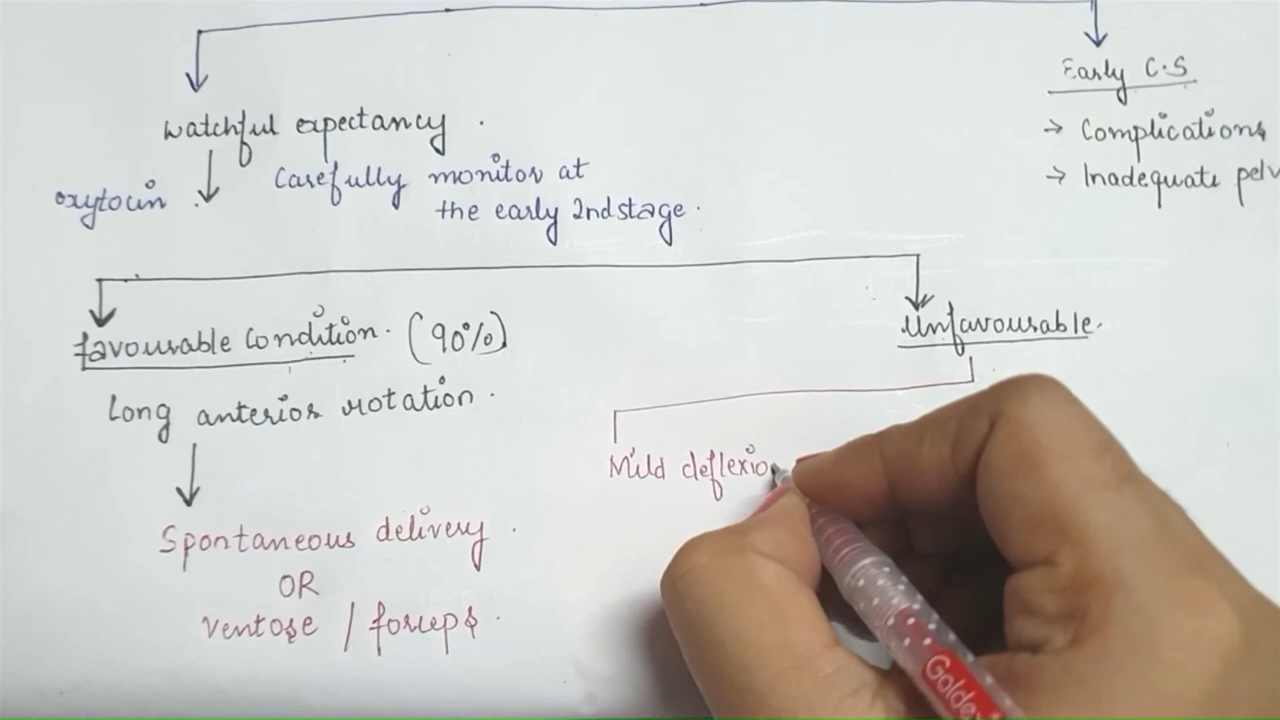 Early C.S
→ Complications
→ Inadequate pelv
Watchful expectancy .
oxytocin .
Carefully monitor at
the early 2nd stage .
favourable condition . (90%)
Unfavourable .
Long anterior rotation .
Mild deflexio
Spontaneous delivery .
OR
ventose / forceps .
Goldex